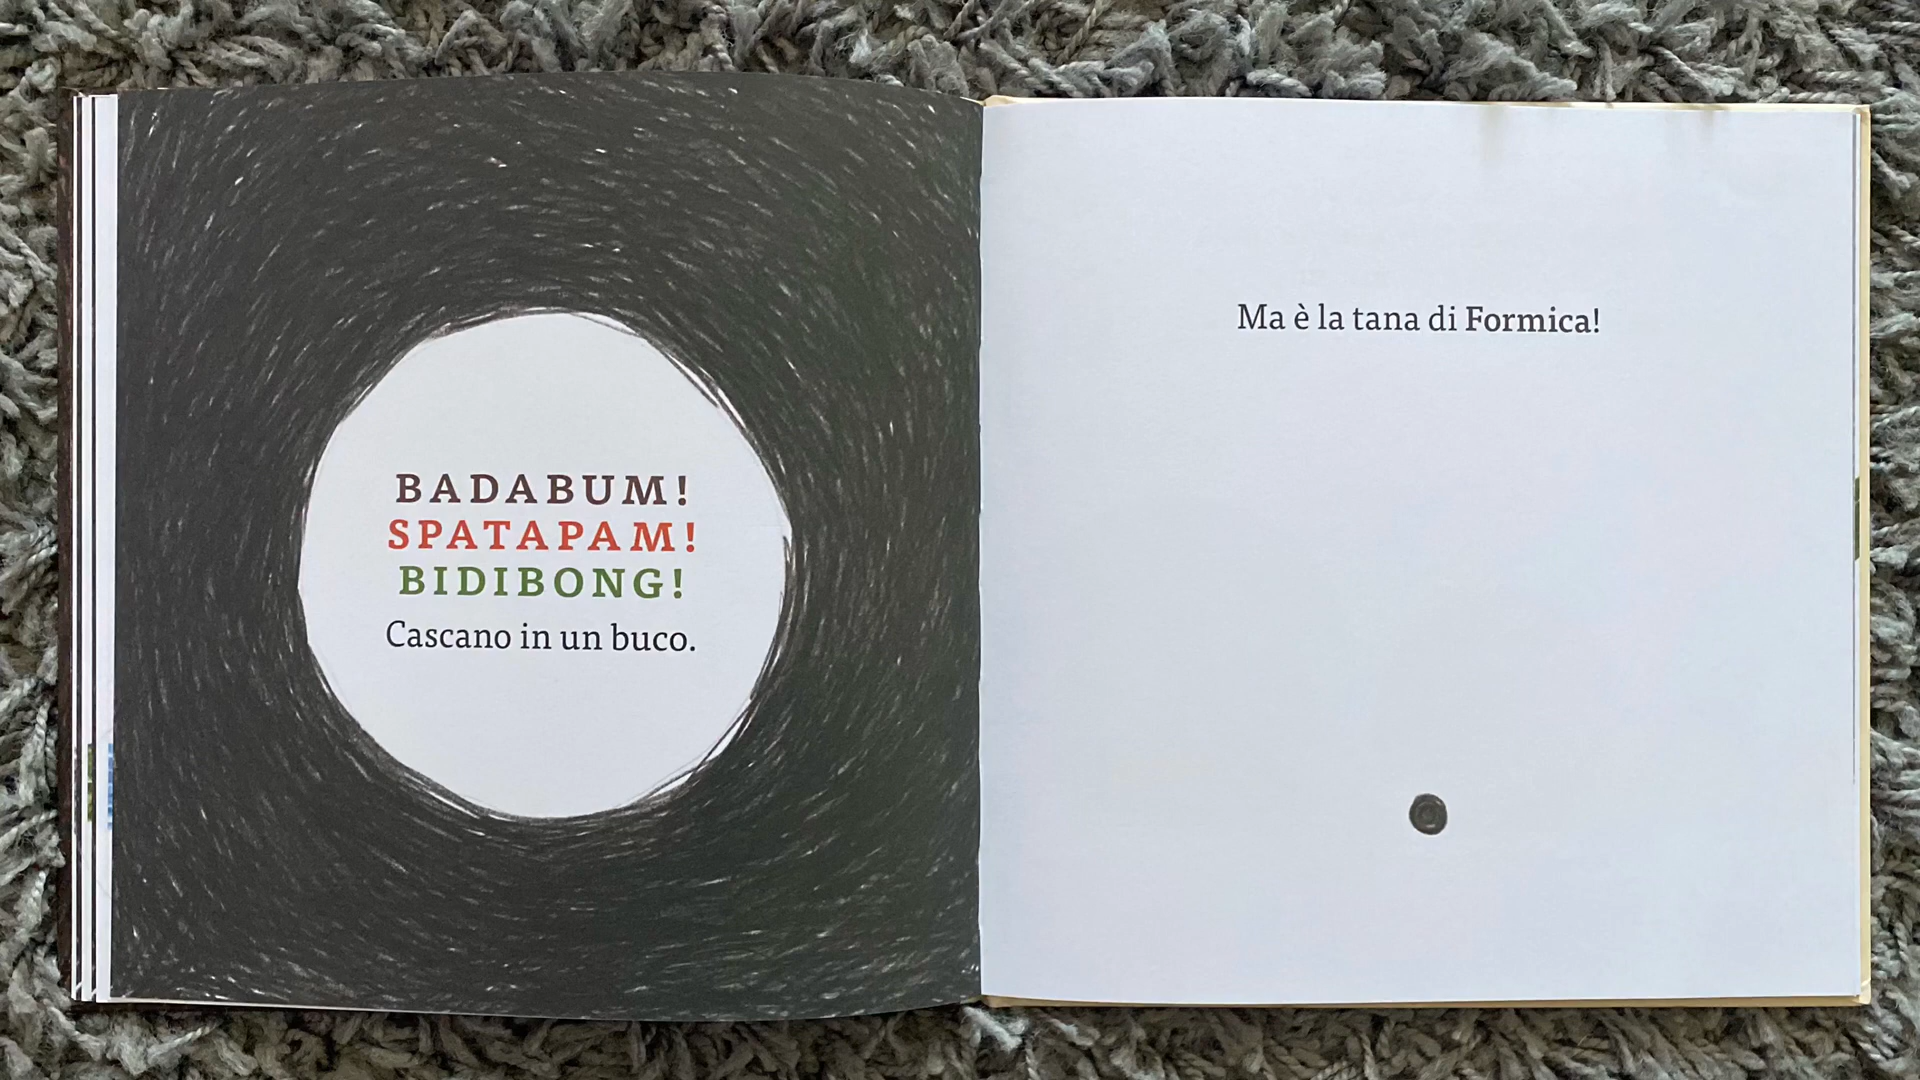 BADABUM!
SPATAPAM!
BIDIBONG!
Cascano in un buco.
Ma è la tana di Formica!